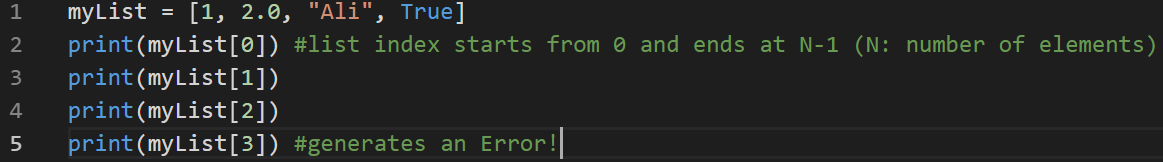 1 myList = [1, 2.0, "Ali", True]
2 print(myList[0]) #list index starts from 0 and ends at N-1 (N: number of elements)
3 print(myList[1])
4 print(myList[2])
5 print(myList[3]) #generates an Error!